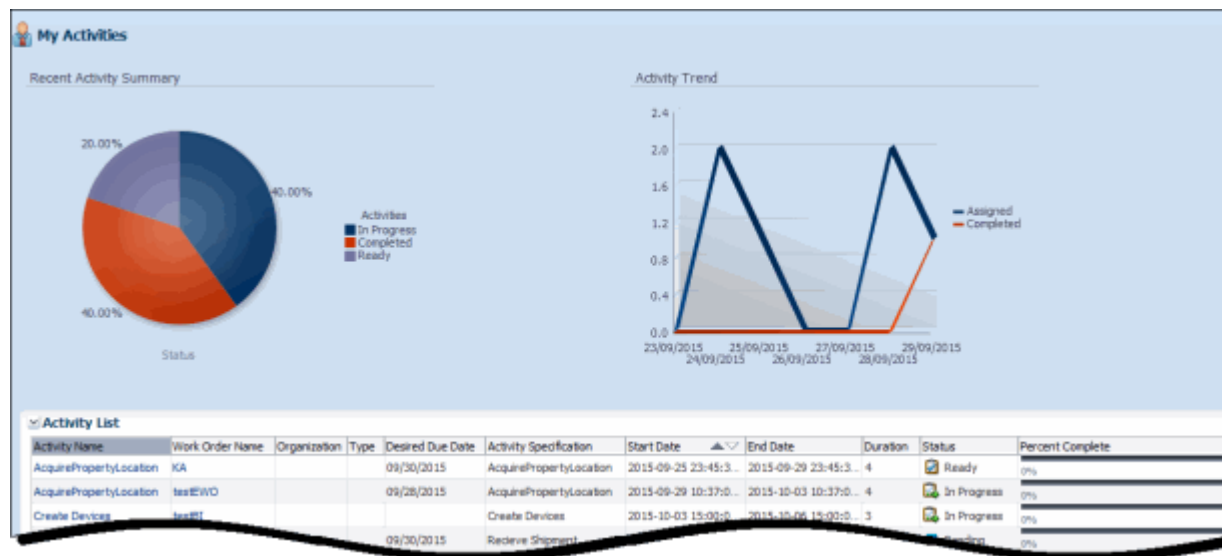 My Activities
Recent Activity Summary
Activity Trend
20.00%
40.00%
40.00%
Activities
In Progress
Completed
Ready
Status
2.4
2.0
1.6
1.2
0.8
0.4
0.0
Assigned
Completed
23/09/2015 25/09/2015 27/09/2015 29/09/2015
24/09/2015 26/09/2015 28/09/2015
Activity List
Activity Name Work Order Name Organization Type Desired Due Date Activity Specification Start Date End Date Duration Status Percent Complete
AcquirePropertyLocation KA 09/30/2015 AcquirePropertyLocation 2015-09-25 23:45:3... 2015-09-29 23:45:3... 4 Ready 0%
AcquirePropertyLocation testEWO 09/28/2015 AcquirePropertyLocation 2015-09-29 10:37:0... 2015-10-03 10:37:0... 4 In Progress 0%
Create Devices Create Devices 2015-10-03 15:00:0... 2015-10-06 15:00:0... 3 In Progress 0%
09/30/2015 Recieve Shipment 0%